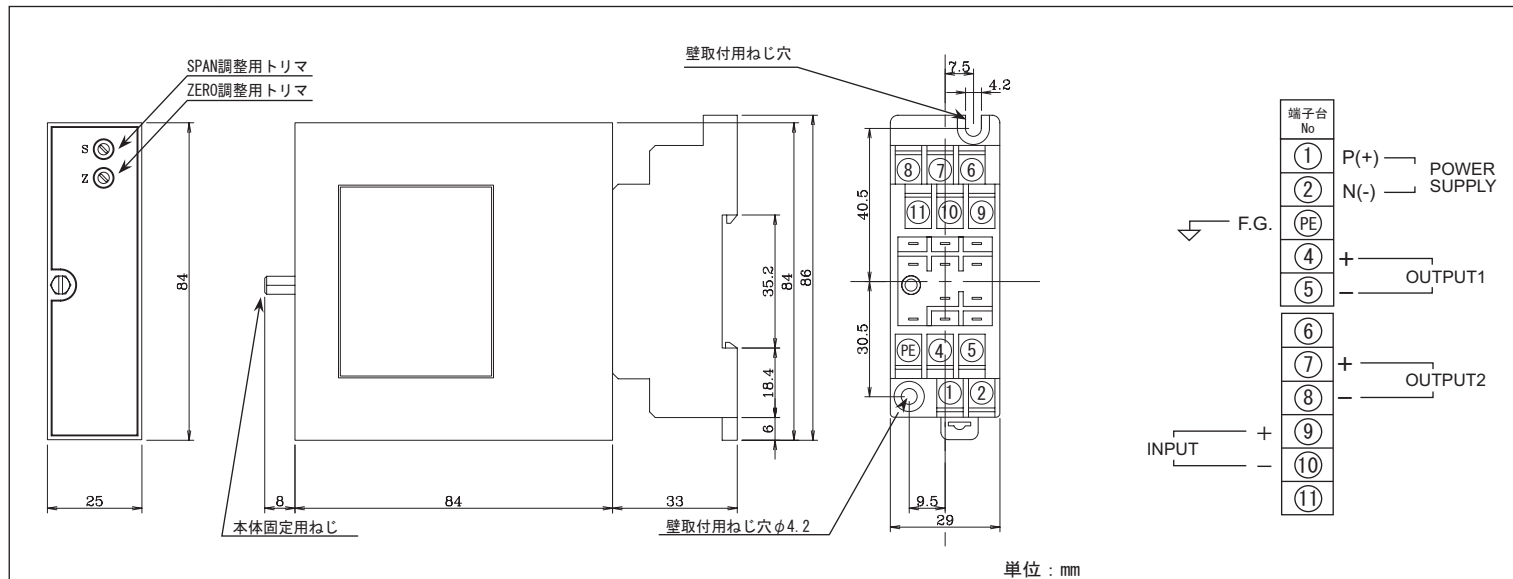 SPAN調整用トリマ
ZERO調整用トリマ
S
Z
84
25
8
84
33
本体固定用ねじ
35.2
84
86
18.4
6
壁取付用ねじ穴
7.5
4.2
40.5
30.5
⑧ ⑦ ⑥
⑪ ⑩ ⑨
PE ④ ⑤
① ②
9.5
29
壁取付用ねじ穴φ4.2
単位:mm
端子台
No
① P(+)
② N(-)
POWER
SUPPLY
F.G. PE
④ +
⑤ −
OUTPUT1
⑥
⑦ +
⑧ −
OUTPUT2
INPUT
+ ⑨
− ⑩
⑪